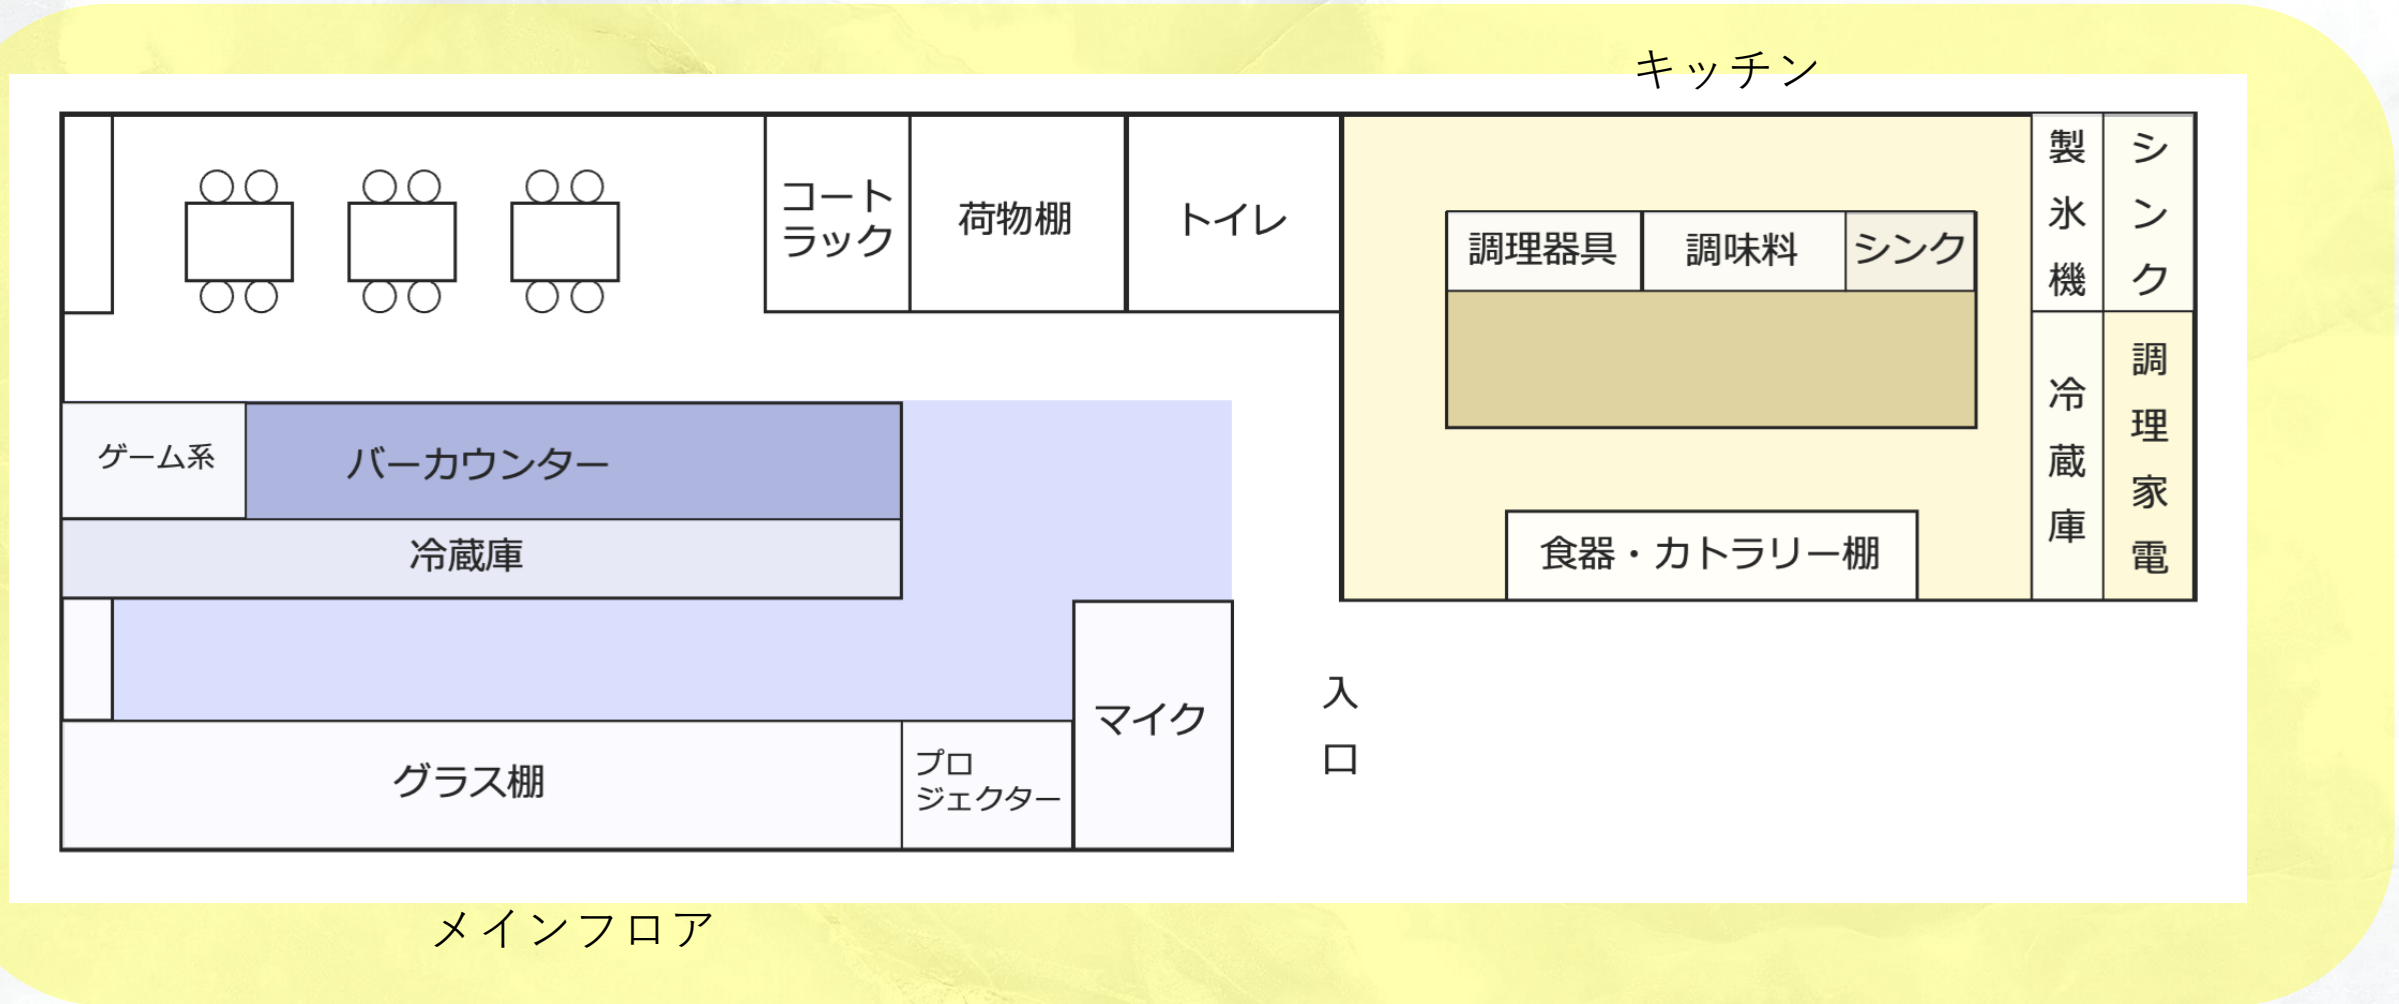 キッチン
コート
ラック
荷物棚
トイレ
調理器具
調味料
シンク
製氷機
シンク
冷蔵庫
調理家電
食器・カトラリー棚
ゲーム系
バーカウンター
冷蔵庫
グラス棚
プロ
ジェクター
マイク
入口
メインフロア